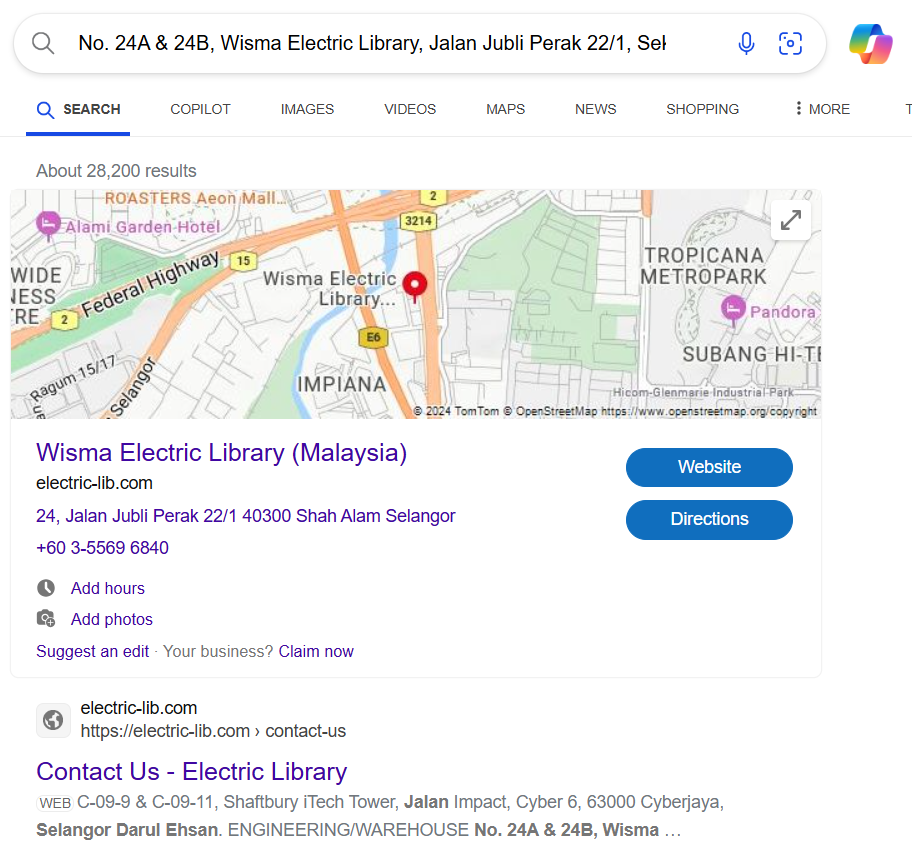 No. 24A & 24B, Wisma Electric Library, Jalan Jubli Perak 22/1, Sek
SEARCH COPILOT IMAGES VIDEOS MAPS NEWS SHOPPING MORE T
About 28,200 results
ROASTERS Aeon Mall...
2
3214
Alami Garden Hotel
15
Federal Highway
TROPICANA
METROPARK
WIDE
NESS
TRE
2
Wisma Electric
Library...
Pandora
E6
SUBANG HI-TE
Ragum 15/17
Selangor
IMPIANA
Hicom-Glenmarie-Industrial-Park
© 2024 TomTom © OpenStreetMap https://www.openstreetmap.org/copyright
Wisma Electric Library (Malaysia)
electric-lib.com
Website
24, Jalan Jubli Perak 22/1 40300 Shah Alam Selangor
Directions
+60 3-5569 6840
Add hours
Add photos
Suggest an edit · Your business? Claim now
electric-lib.com
https://electric-lib.com › contact-us
Contact Us - Electric Library
WEB C-09-9 & C-09-11, Shaftbury iTech Tower, Jalan Impact, Cyber 6, 63000 Cyberjaya,
Selangor Darul Ehsan. ENGINEERING/WAREHOUSE No. 24A & 24B, Wisma …